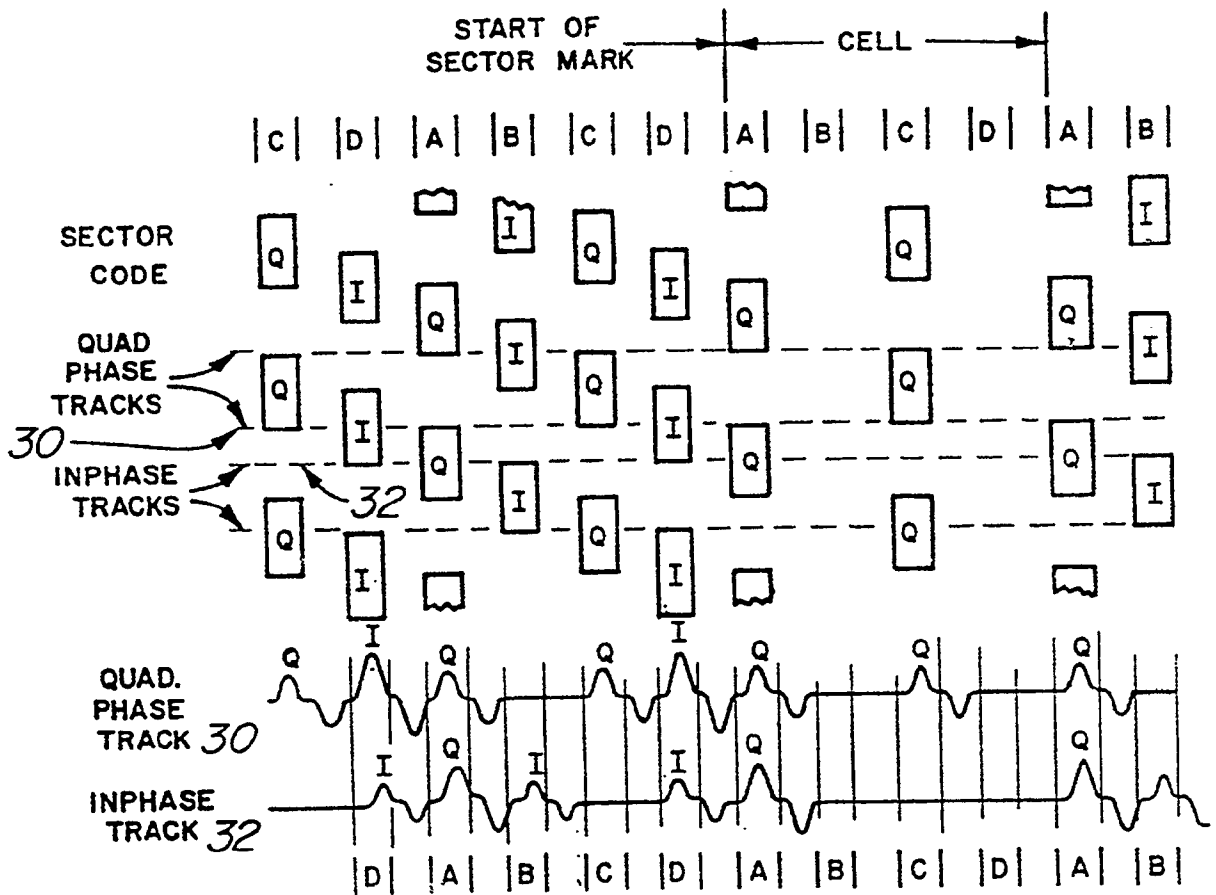 START OF
SECTOR MARK
CELL
C D A B C D A B C D A B
I
Q Q Q
I I
Q Q Q
I I
SECTOR
CODE
QUAD
PHASE
TRACKS
Q Q Q
I I
30
INPHASE
TRACKS
32
Q Q Q
I I
Q Q Q
I I
I I
Q Q Q Q Q
QUAD.
PHASE
TRACK 30
I Q I I Q Q
INPHASE
TRACK 32
D A B C D A B C D A B